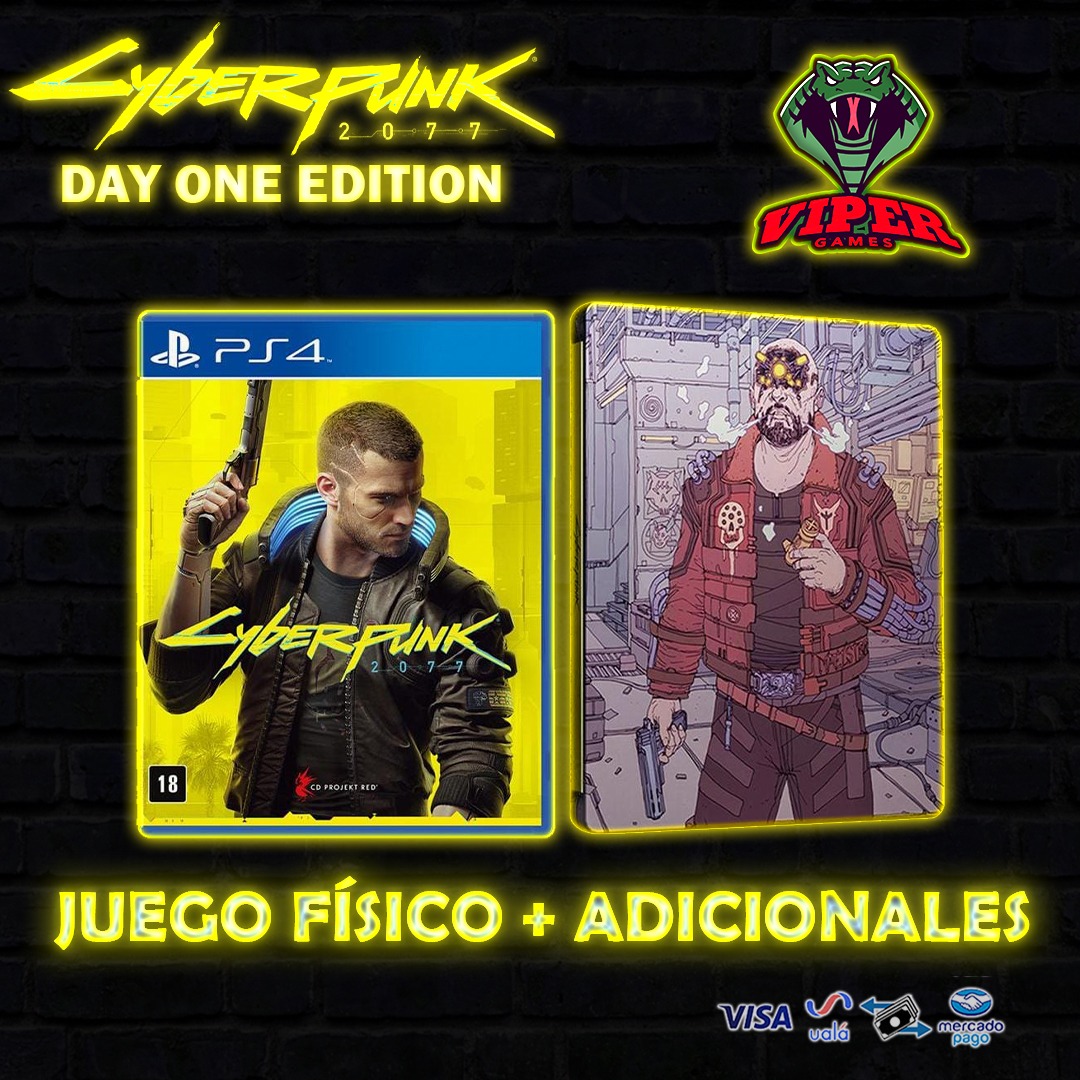 CYBERPUNK
2077
DAY ONE EDITION
VIPER
GAMES
PS4
CYBERPUNK
2077
18
CD PROJEKT RED
JUEGO FÍSICO + ADICIONALES
VISA
ualá
mercado
pago